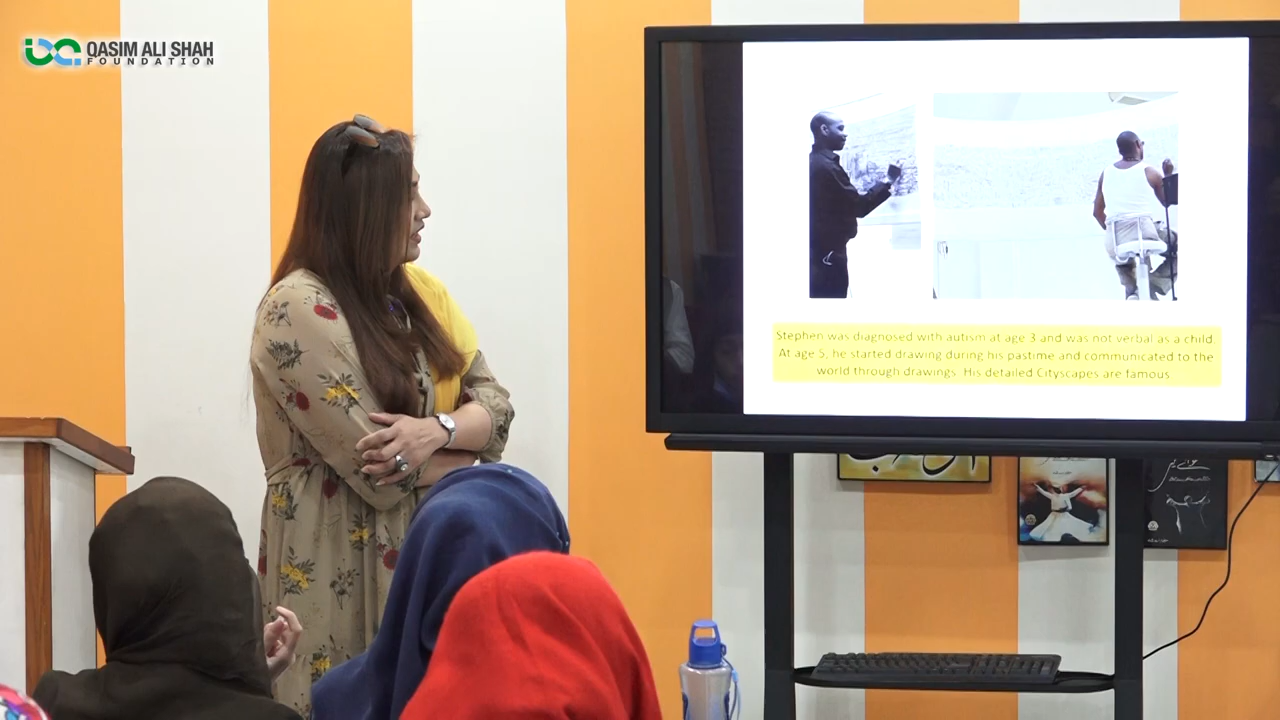 QASIM ALI SHAH
FOUNDATION
Stephen was diagnosed with autism at age 3 and was not verbal as a child.
At age 5, he started drawing during his pastime and communicated to the
world through drawings. His detailed Cityscapes are famous